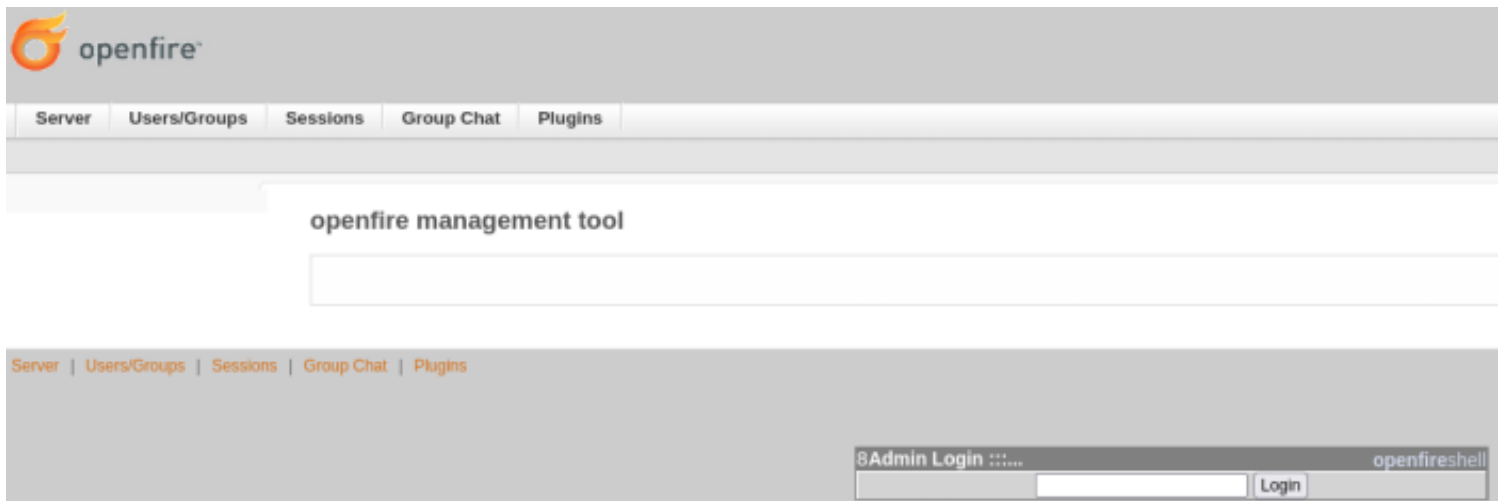 openfire™
Server Users/Groups Sessions Group Chat Plugins
openfire management tool
Server | Users/Groups | Sessions | Group Chat | Plugins
8Admin Login :::... openfireshell
Login